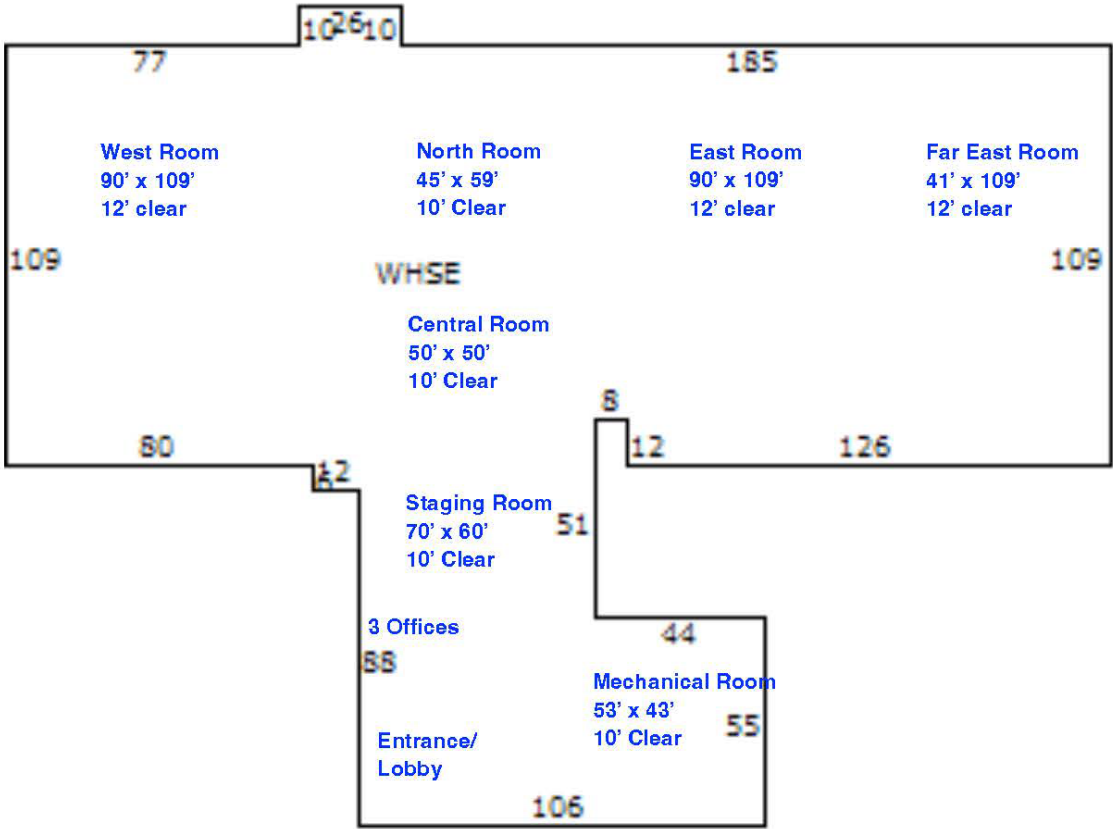 10 26 10
77
185
West Room
90' x 109'
12' clear
North Room
45' x 59'
10' Clear
East Room
90' x 109'
12' clear
Far East Room
41' x 109'
12' clear
109
WHSE
109
Central Room
50' x 50'
10' Clear
8
80
12
126
12
Staging Room
70' x 60'
10' Clear
51
3 Offices
44
88
Mechanical Room
53' x 43'
10' Clear
55
Entrance/
Lobby
106